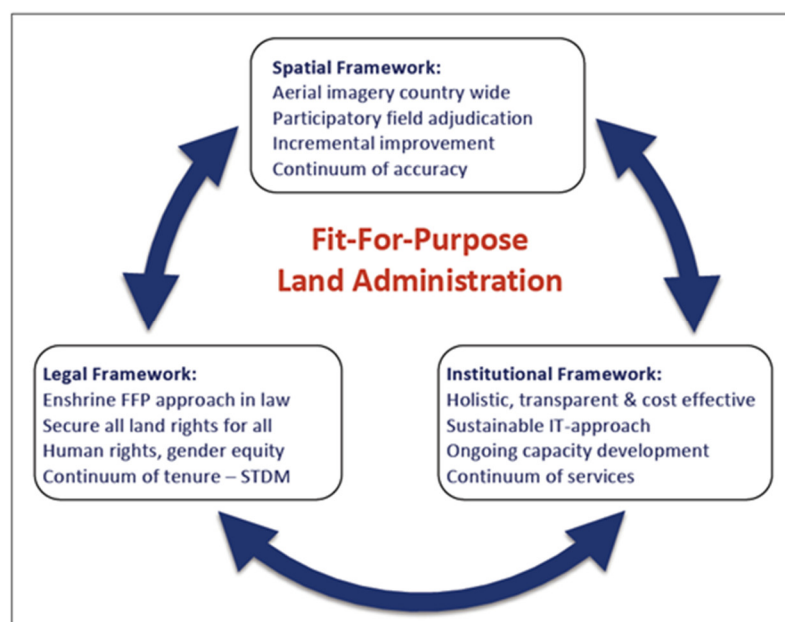 Spatial Framework:
Aerial imagery country wide
Participatory field adjudication
Incremental improvement
Continuum of accuracy
Fit-For-Purpose
Land Administration
Legal Framework:
Enshrine FFP approach in law
Secure all land rights for all
Human rights, gender equity
Continuum of tenure – STDM
Institutional Framework:
Holistic, transparent & cost effective
Sustainable IT-approach
Ongoing capacity development
Continuum of services